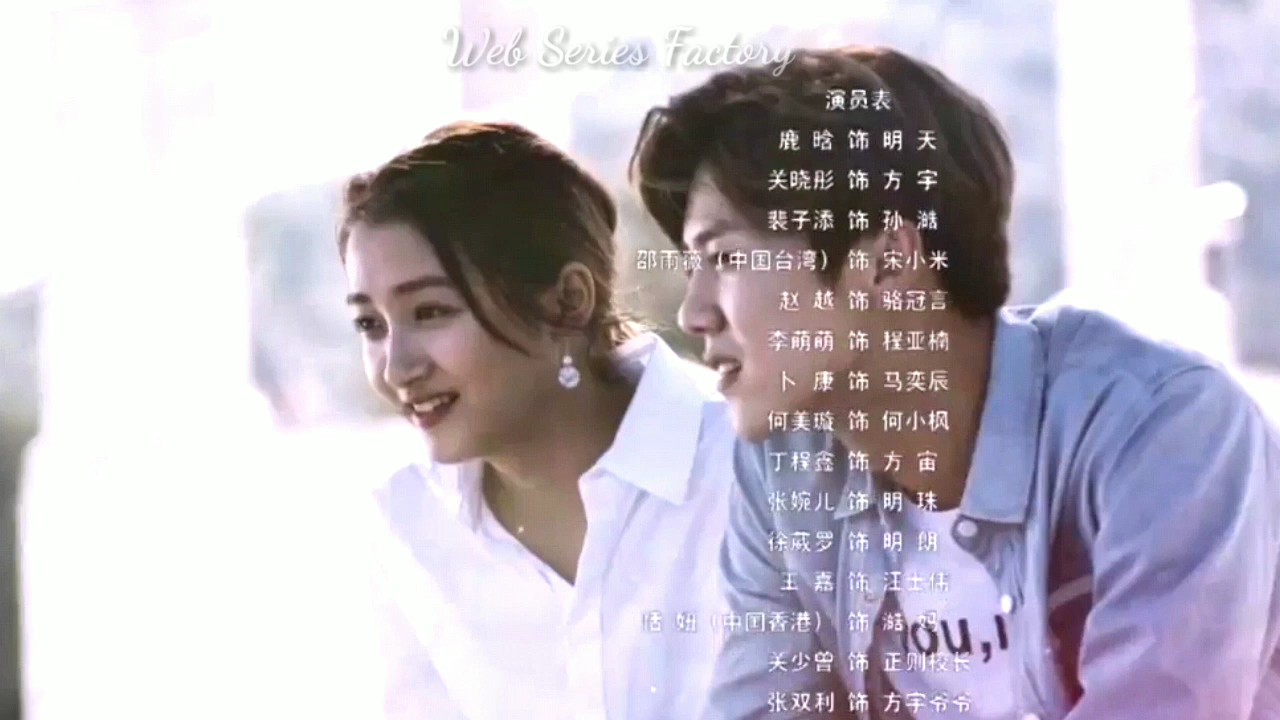 Web Series Factory
演员表
鹿 晗 饰 明 天
关晓彤 饰 方 宇
裴子添 饰 孙 澔
邵雨薇（中国台湾） 饰 宋小米
赵 越 饰 骆冠言
李萌萌 饰 程亚楠
卜 康 饰 马奕辰
何美璇 饰 何小枫
丁程鑫 饰 方 宙
张婉儿 饰 明 珠
徐葳罗 饰 明 朗
王 嘉 饰 汪士伟
恬 妞（中国香港） 饰 澔 妈
关少曾 饰 正则校长
张双利 饰 方宇爷爷
ou,